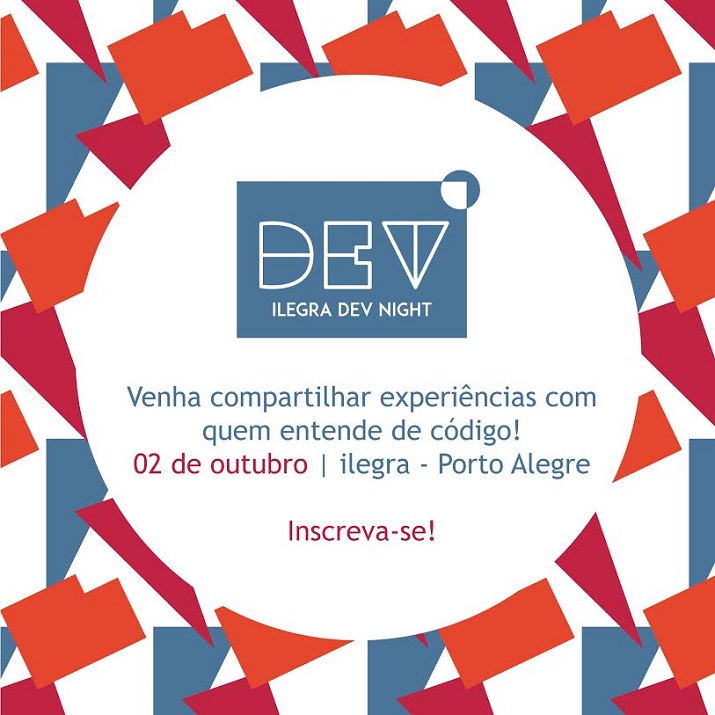 DEV
ILEGRA DEV NIGHT
Venha compartilhar experiências com
quem entende de código!
02 de outubro | ilegra - Porto Alegre
Inscreva-se!